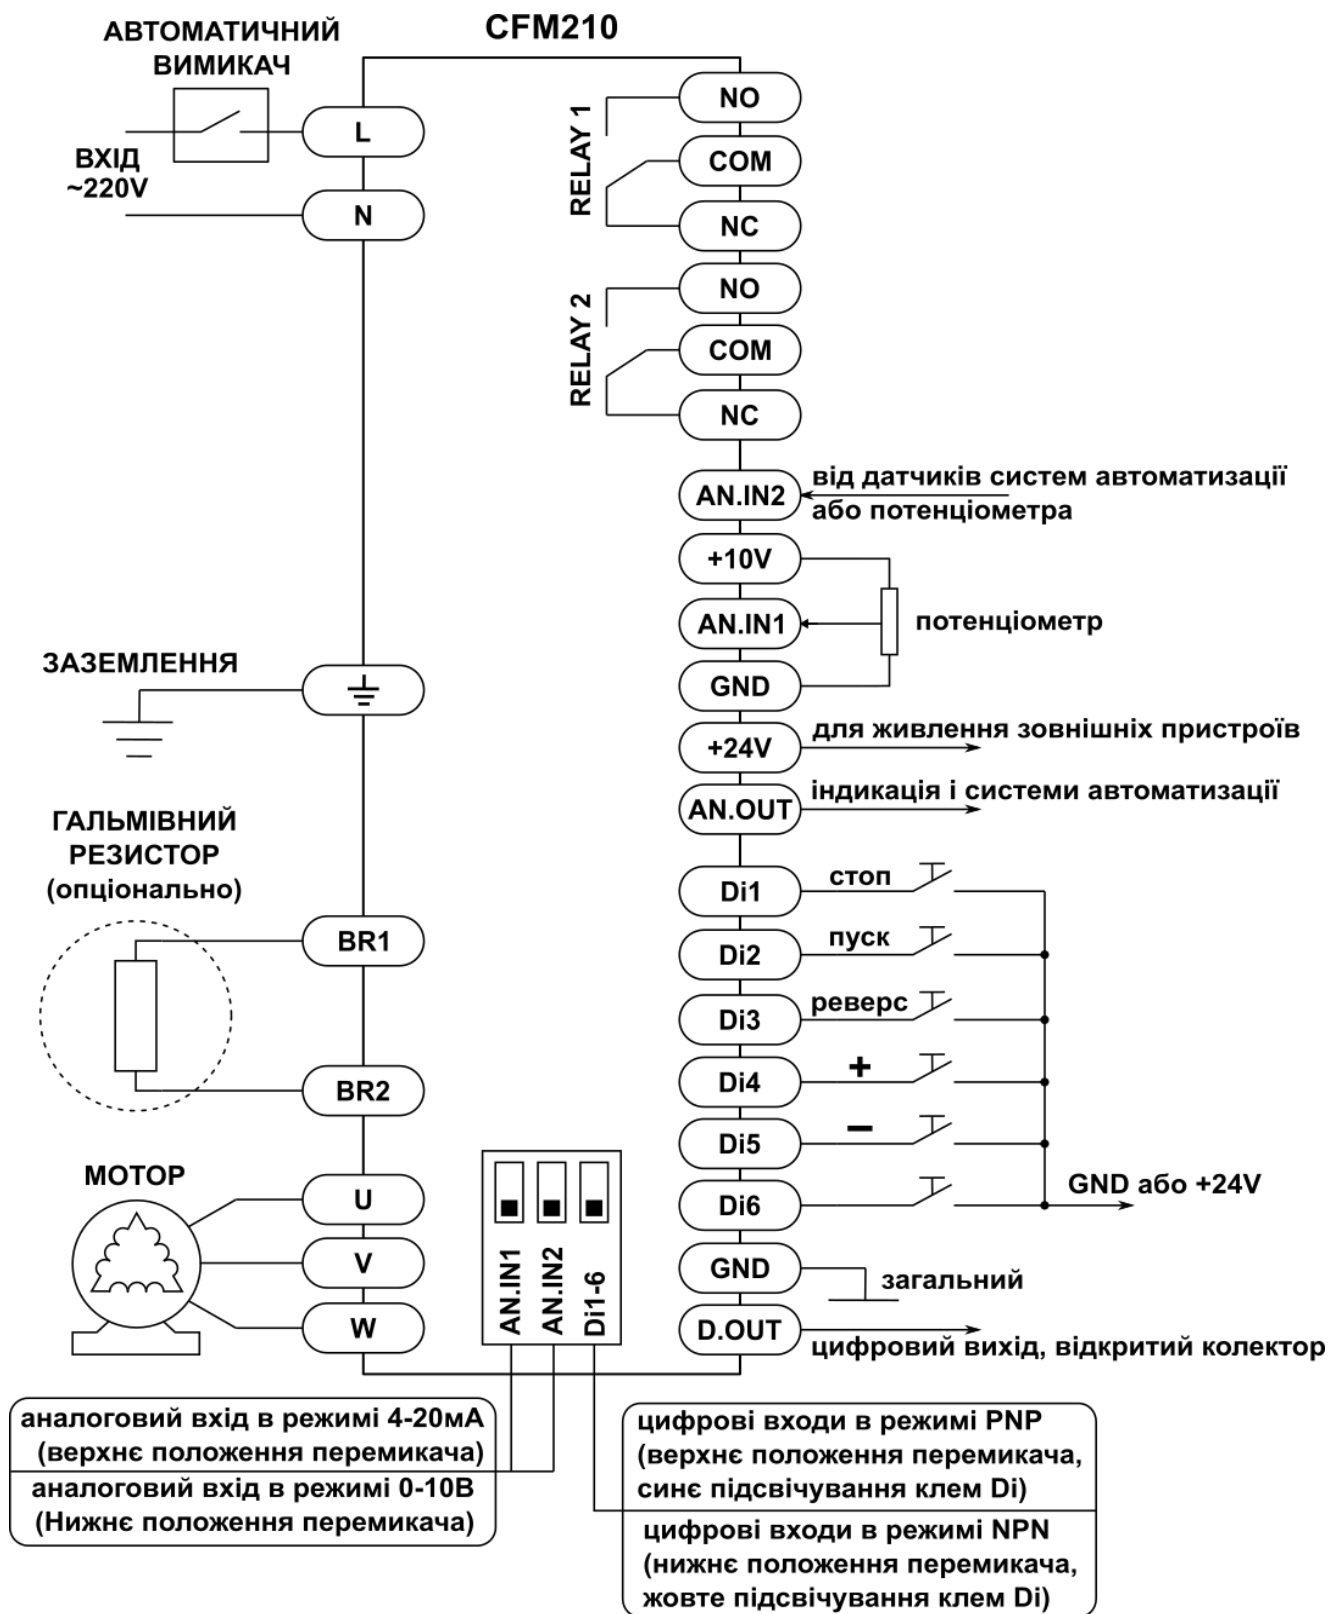 CFM210
АВТОМАТИЧНИЙ
ВИМИКАЧ
ВХІД
~220V
L
N
ЗАЗЕМЛЕННЯ
ГАЛЬМІВНИЙ
РЕЗИСТОР
(опціонально)
BR1
BR2
МОТОР
U
V
W
RELAY 1
NO
COM
NC
RELAY 2
NO
COM
NC
AN.IN2
від датчиків систем автоматизації
або потенціометра
+10V
AN.IN1
потенціометр
GND
+24V
для живлення зовнішніх пристроїв
AN.OUT
індикація і системи автоматизації
Di1
стоп
Di2
пуск
Di3
реверс
Di4
+
Di5
−
Di6
GND або +24V
GND
загальний
D.OUT
цифровий вихід, відкритий колектор
AN.IN1
AN.IN2
Di1-6
аналоговий вхід в режимі 4-20мА
(верхнє положення перемикача)
аналоговий вхід в режимі 0-10В
(Нижнє положення перемикача)
цифрові входи в режимі PNP
(верхнє положення перемикача,
синє підсвічування клем Di)
цифрові входи в режимі NPN
(нижнє положення перемикача,
жовте підсвічування клем Di)